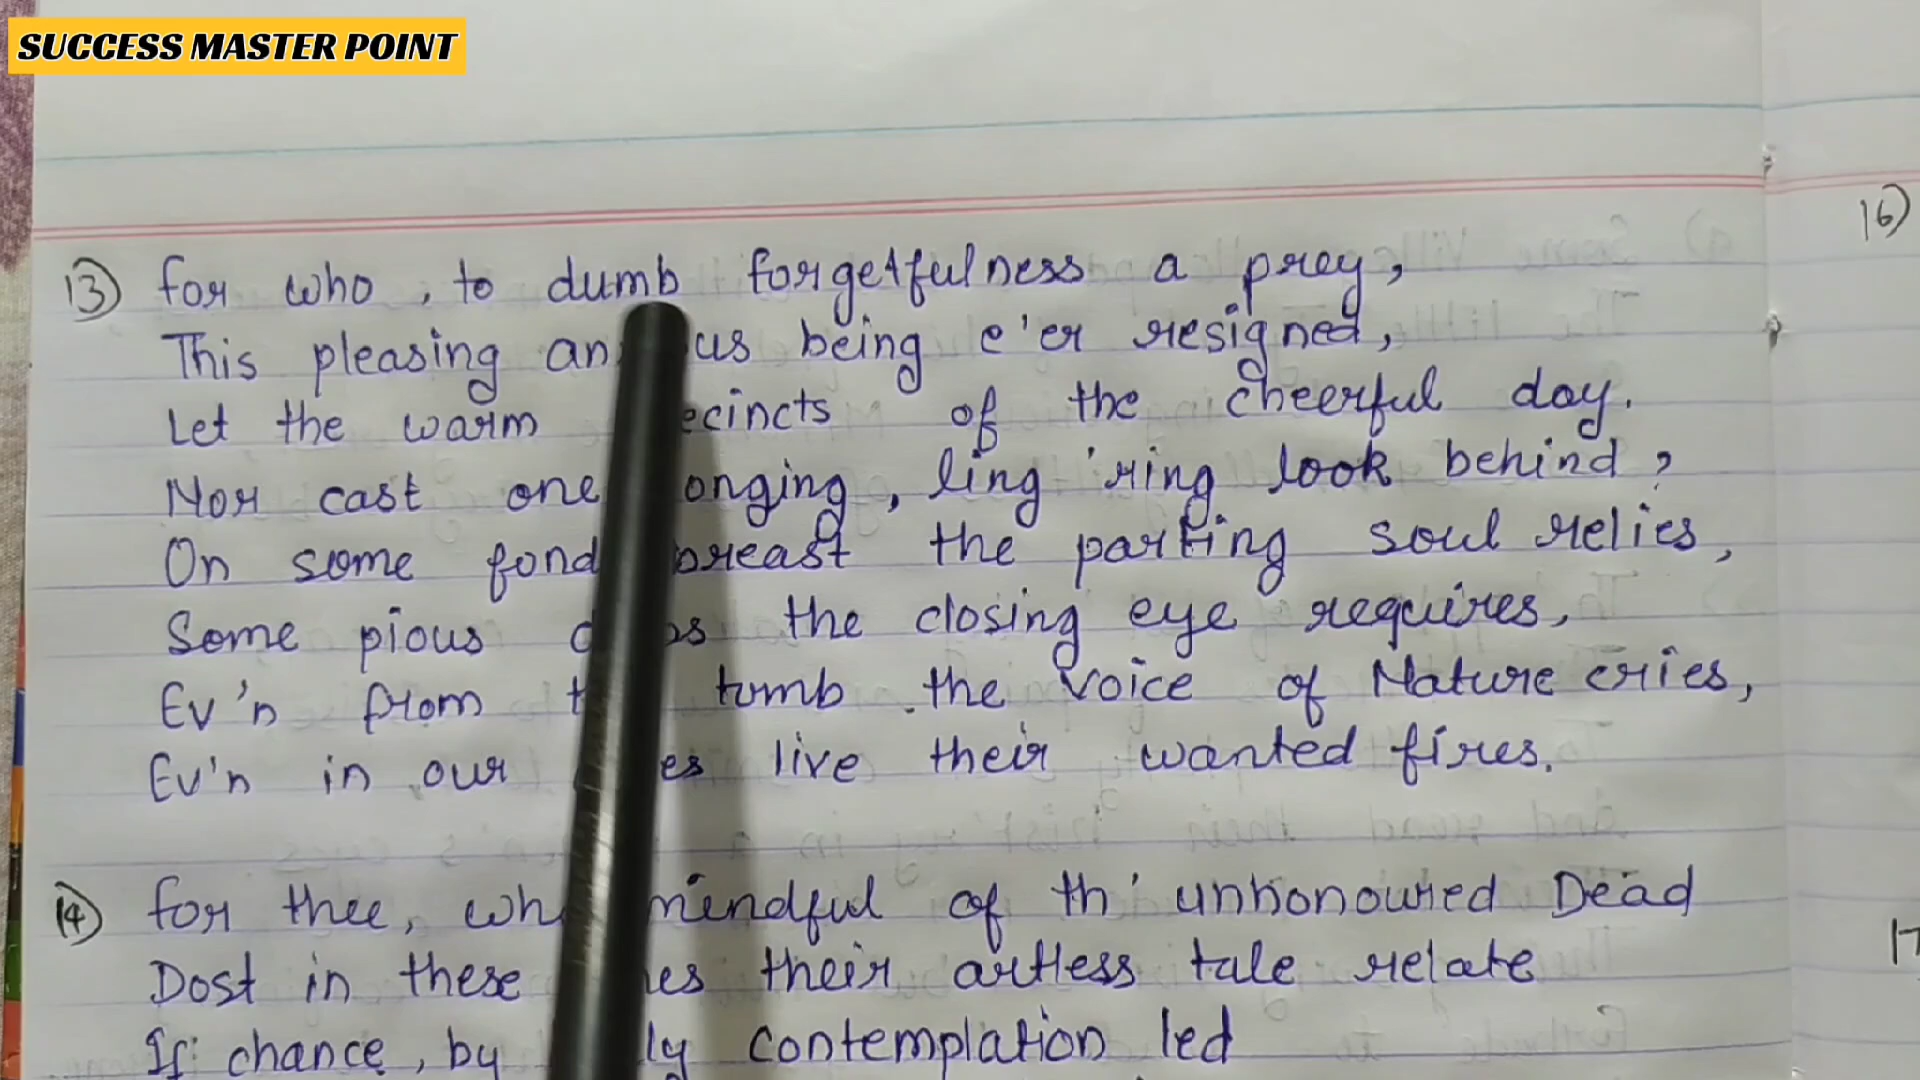 SUCCESS MASTER POINT
16)
13) For who, to dumb forgetfulness a prey,
This pleasing an us being e'er resigned,
Let the warm ecincts of the cheerful day.
Nor cast one onging, ling'ring look behind?
On some fond breast the parting soul relies,
Some pious the closing eye requires,
Ev'n from tomb the voice of Nature cries,
Ev'n in our es live their wanted fires.
14) For thee, who mindful of th' unhonoured Dead
Dost in these nes their artless tale relate
17
If chance, by ly contemplation led